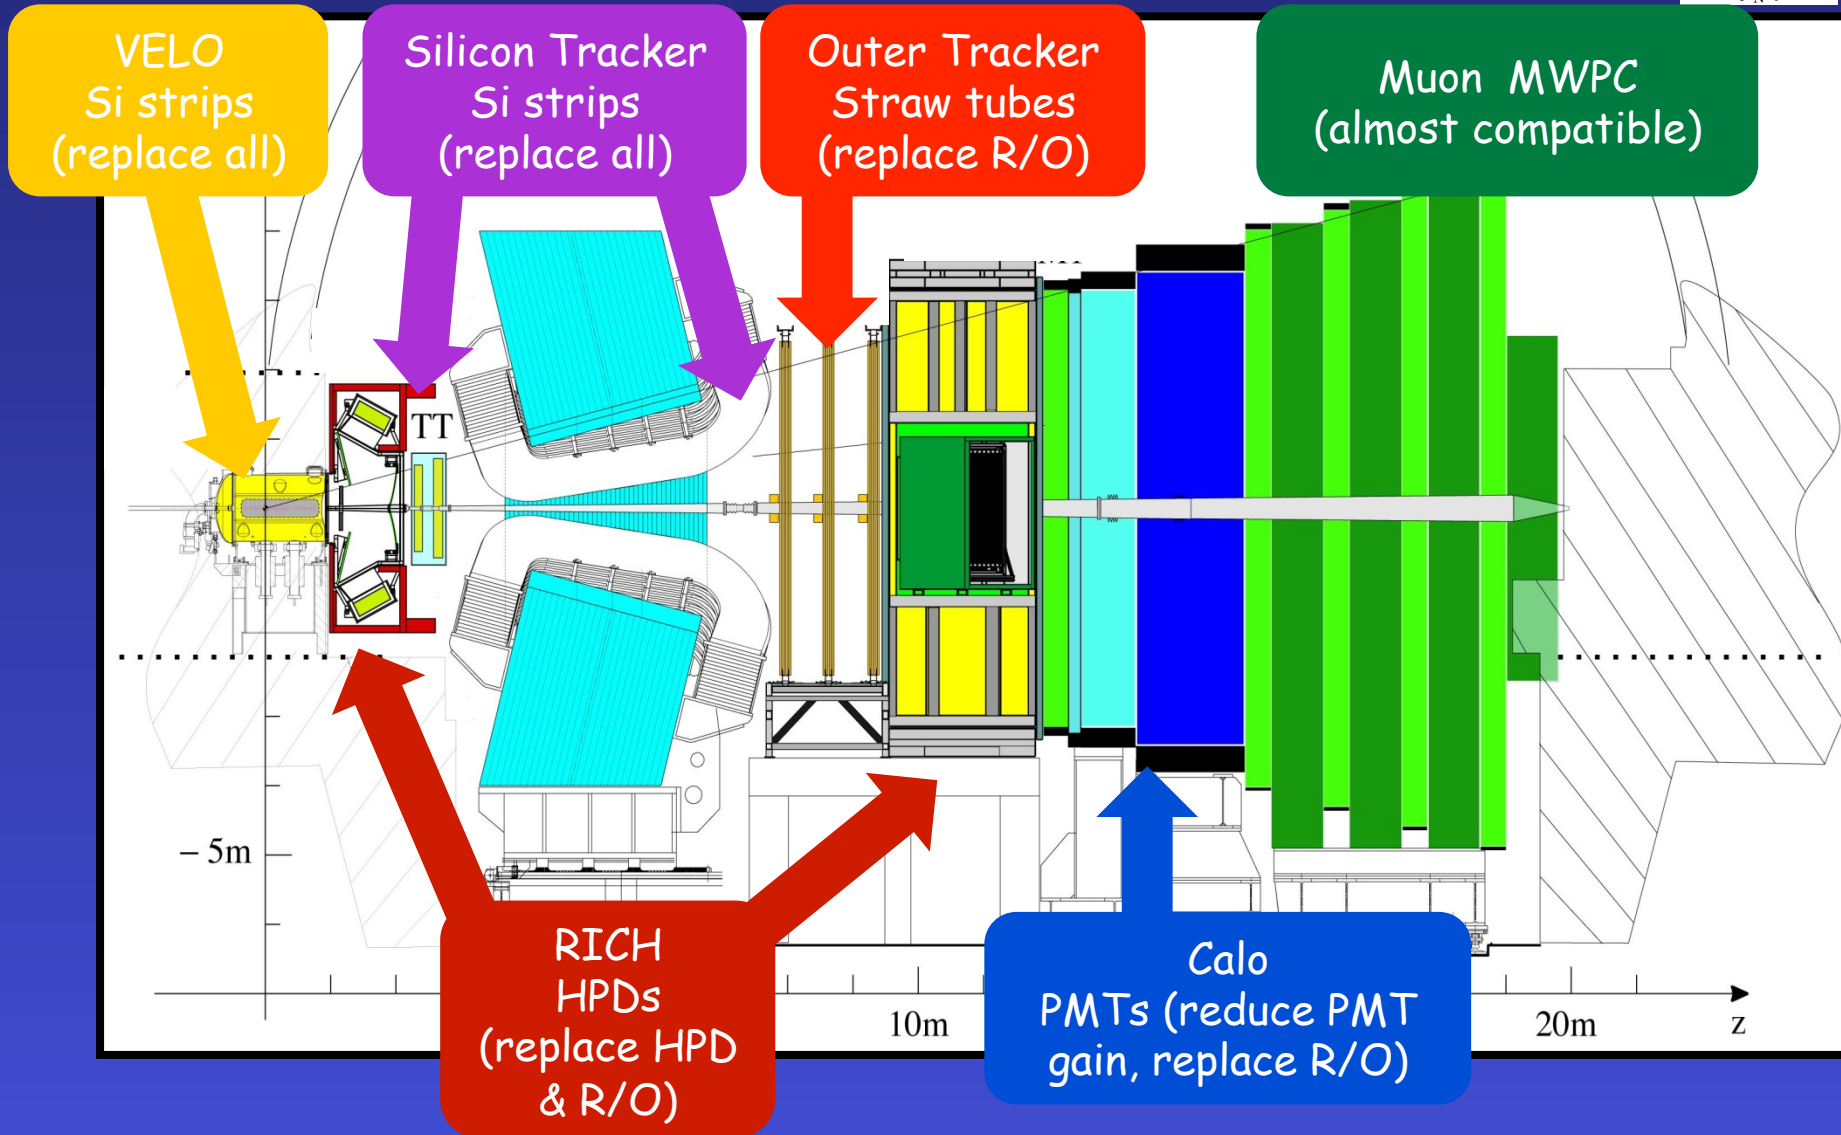 VELO
Si strips
(replace all)
Silicon Tracker
Si strips
(replace all)
Outer Tracker
Straw tubes
(replace R/O)
Muon MWPC
(almost compatible)
TT
– 5m
RICH
HPDs
(replace HPD
& R/O)
Calo
PMTs (reduce PMT
gain, replace R/O)
10m
20m
z